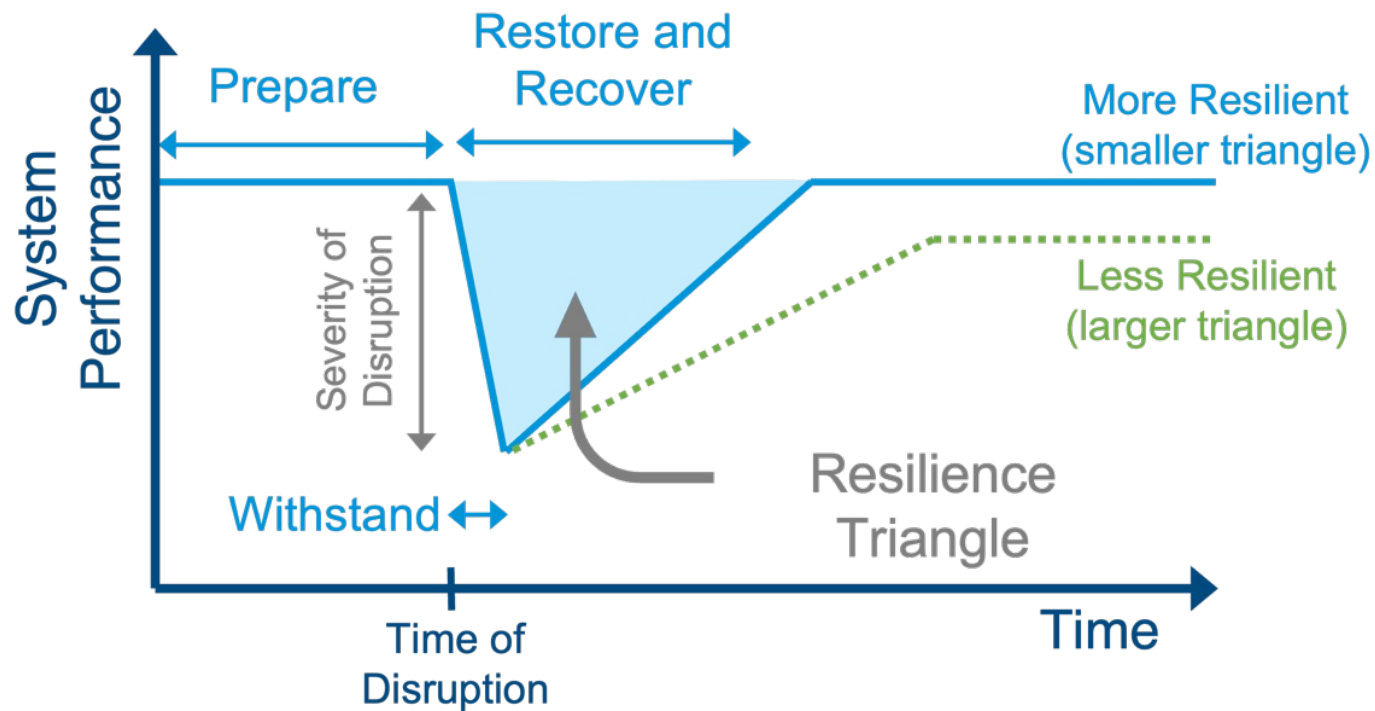 System
Performance
Prepare
Restore and
Recover
More Resilient
(smaller triangle)
Severity of
Disruption
Less Resilient
(larger triangle)
Resilience
Triangle
Withstand
Time of
Disruption
Time